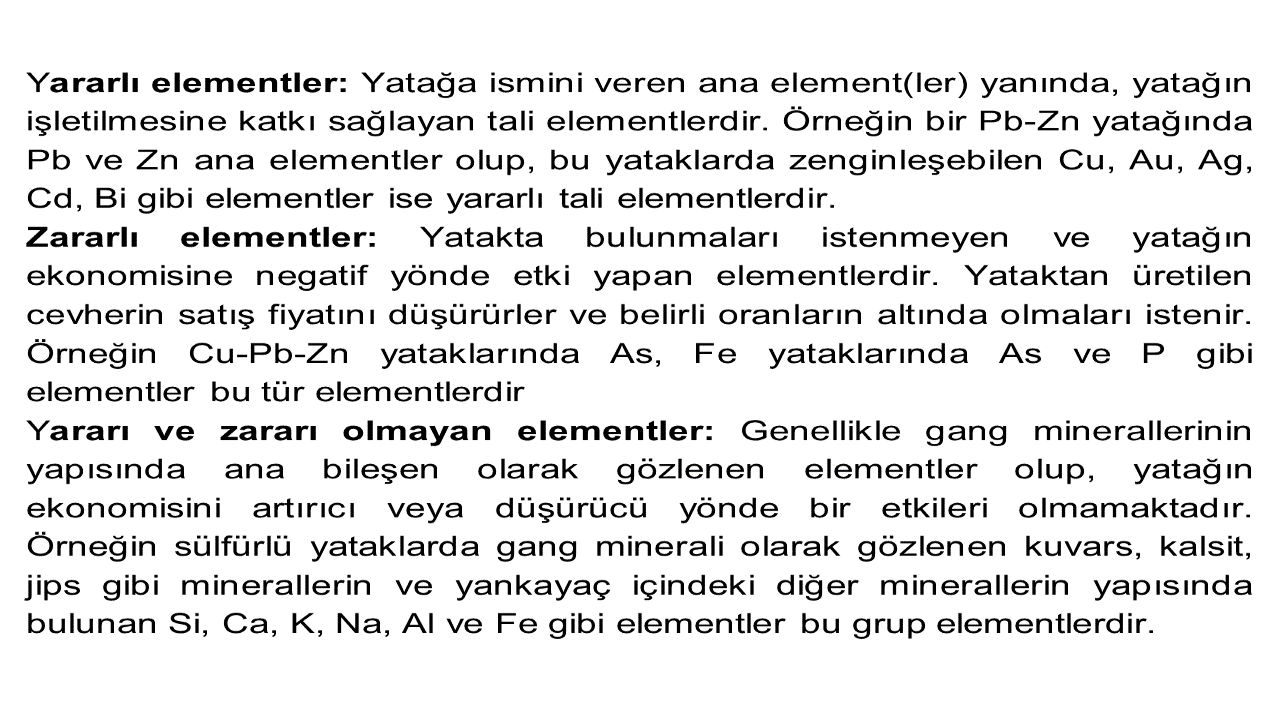 Yararlı elementler: Yatağa ismini veren ana element(ler) yanında, yatağın
işletilmesine katkı sağlayan tali elementlerdir. Örneğin bir Pb-Zn yatağında
Pb ve Zn ana elementler olup, bu yataklarda zenginleşebilen Cu, Au, Ag,
Cd, Bi gibi elementler ise yararlı tali elementlerdir.
Zararlı elementler: Yatakta bulunmaları istenmeyen ve yatağın
ekonomisine negatif yönde etki yapan elementlerdir. Yataktan üretilen
cevherin satış fiyatını düşürürler ve belirli oranların altında olmaları istenir.
Örneğin Cu-Pb-Zn yataklarında As, Fe yataklarında As ve P gibi
elementler bu tür elementlerdir
Yararı ve zararı olmayan elementler: Genellikle gang minerallerinin
yapısında ana bileşen olarak gözlenen elementler olup, yatağın
ekonomisini artırıcı veya düşürücü yönde bir etkileri olmamaktadır.
Örneğin sülfürlü yataklarda gang minerali olarak gözlenen kuvars, kalsit,
jips gibi minerallerin ve yankayaç içindeki diğer minerallerin yapısında
bulunan Si, Ca, K, Na, Al ve Fe gibi elementler bu grup elementlerdir.